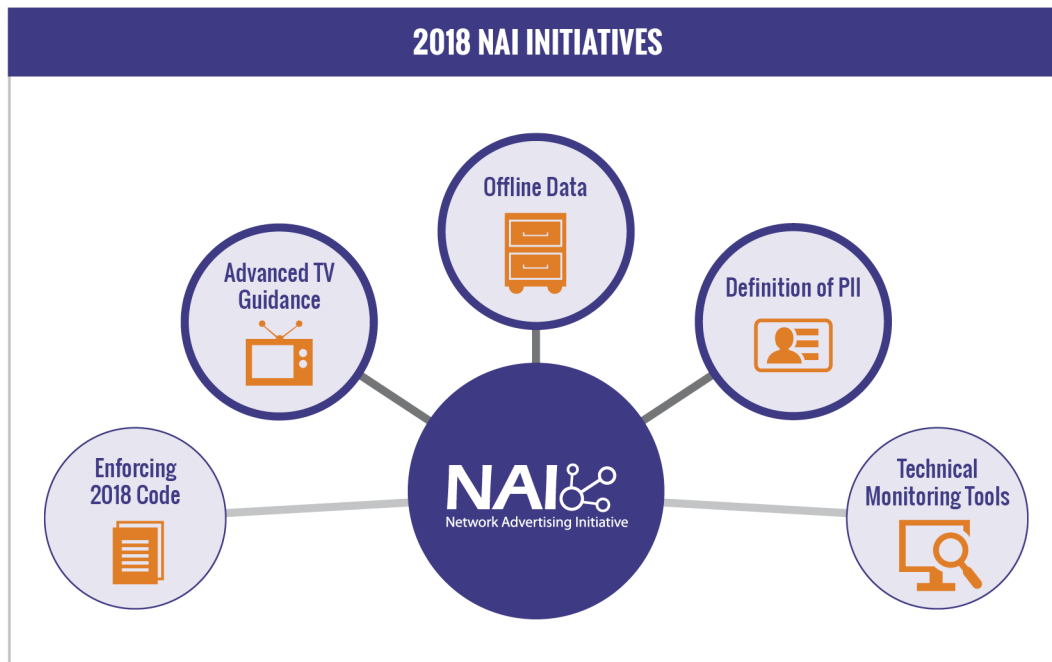 2018 NAI INITIATIVES
Offline Data
Advanced TV
Guidance
Definition of PII
Enforcing
2018 Code
NAI
Network Advertising Initiative
Technical
Monitoring Tools